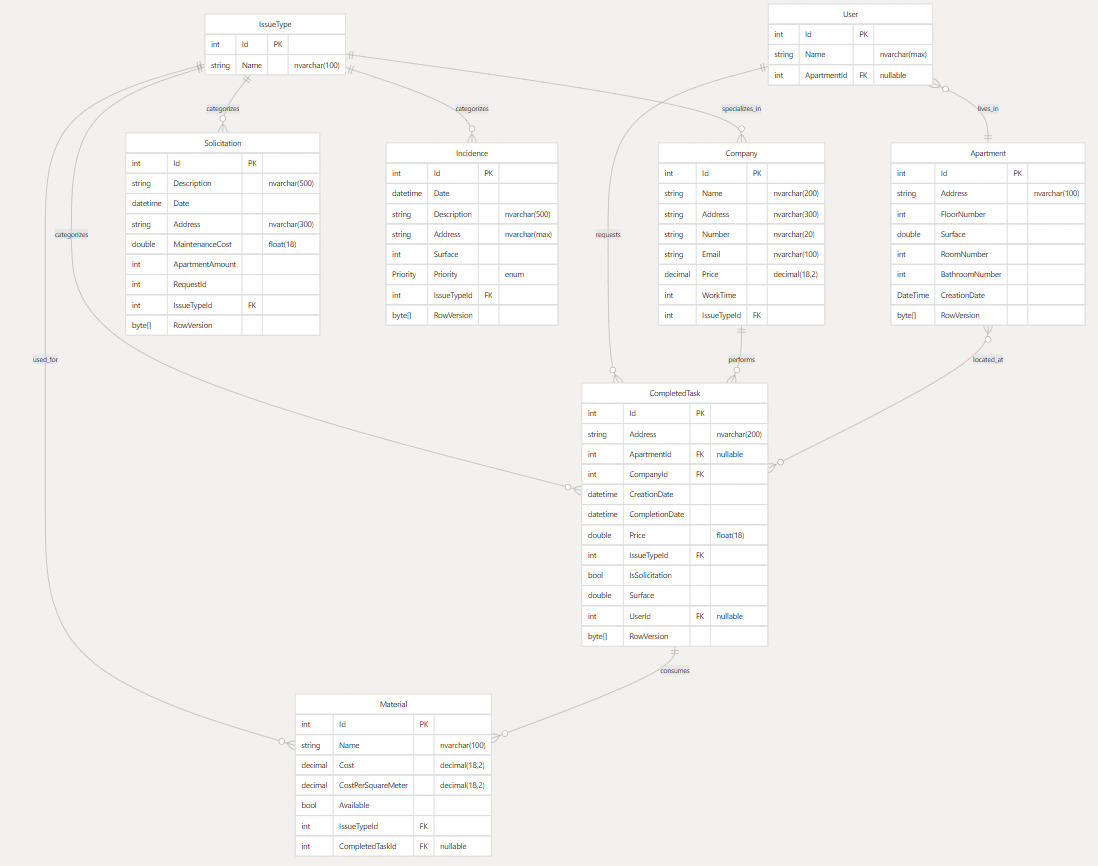 IssueType
int Id PK
string Name nvarchar(100)
User
int Id PK
string Name nvarchar(max)
int ApartmentId FK nullable
categorizes
categorizes
specializes_in
lives_in
Solicitation
int Id PK
string Description nvarchar(500)
datetime Date
string Address nvarchar(300)
double MaintenanceCost float(18)
int ApartmentAmount
int RequestId
int IssueTypeId FK
byte[] RowVersion
Incidence
int Id PK
datetime Date
string Description nvarchar(500)
string Address nvarchar(max)
int Surface
Priority Priority enum
int IssueTypeId FK
byte[] RowVersion
Company
int Id PK
string Name nvarchar(200)
string Address nvarchar(300)
string Number nvarchar(20)
string Email nvarchar(100)
decimal Price decimal(18,2)
int WorkTime
int IssueTypeId FK
Apartment
int Id PK
string Address nvarchar(100)
int FloorNumber
double Surface
int RoomNumber
int BathroomNumber
DateTime CreationDate
byte[] RowVersion
categorizes
requests
used_for
performs
located_at
CompletedTask
int Id PK
string Address nvarchar(200)
int ApartmentId FK nullable
int CompanyId FK
datetime CreationDate
datetime CompletionDate
double Price float(18)
int IssueTypeId FK
bool IsSolicitation
double Surface
int UserId FK nullable
byte[] RowVersion
consumes
Material
int Id PK
string Name nvarchar(100)
decimal Cost decimal(18,2)
decimal CostPerSquareMeter decimal(18,2)
bool Available
int IssueTypeId FK
int CompletedTaskId FK nullable